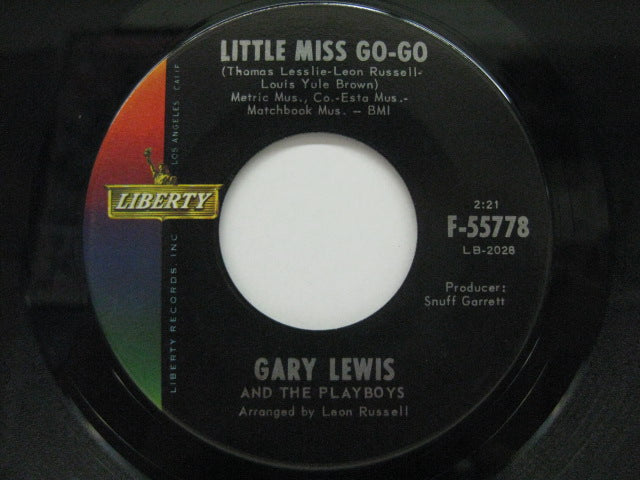 LITTLE MISS GO-GO
(Thomas Lesslie-Leon Russell-
Louis Yule Brown)
Metric Mus., Co.-Esta Mus.-
Matchbook Mus. - BMI
LIBERTY
LIBERTY RECORDS, INC. LOS ANGELES CALIF.
2:21
F-55778
LB-2028
Producer:
Snuff Garrett
GARY LEWIS
AND THE PLAYBOYS
Arranged by Leon Russell